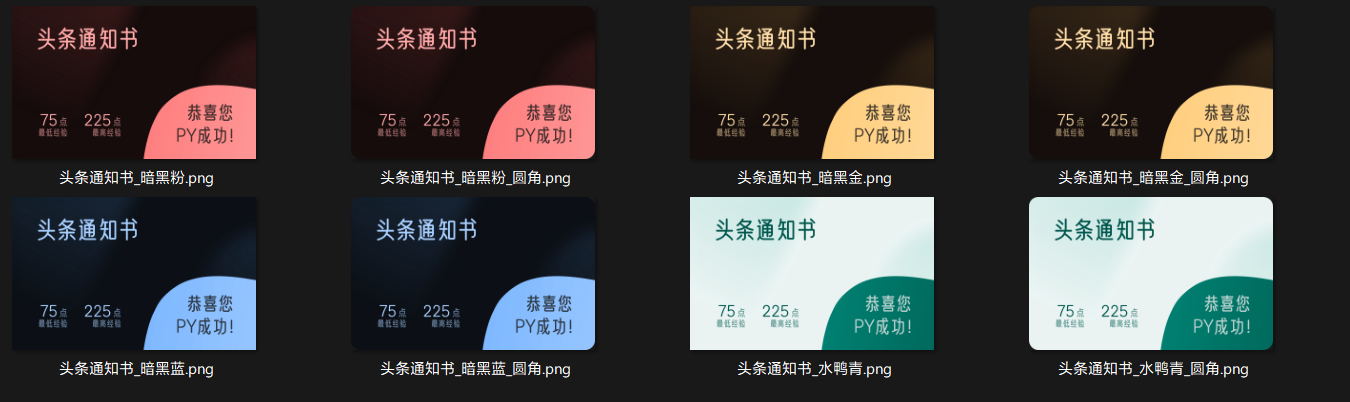 头条通知书
75点 225点
最低经验 最高经验
恭喜您
PY成功!
头条通知书_暗黑粉.png
头条通知书
75点 225点
最低经验 最高经验
恭喜您
PY成功!
头条通知书_暗黑粉_圆角.png
头条通知书
75点 225点
最低经验 最高经验
恭喜您
PY成功!
头条通知书_暗黑金.png
头条通知书
75点 225点
最低经验 最高经验
恭喜您
PY成功!
头条通知书_暗黑金_圆角.png
头条通知书
75点 225点
最低经验 最高经验
恭喜您
PY成功!
头条通知书_暗黑蓝.png
头条通知书
75点 225点
最低经验 最高经验
恭喜您
PY成功!
头条通知书_暗黑蓝_圆角.png
头条通知书
75点 225点
最低经验 最高经验
恭喜您
PY成功!
头条通知书_水鸭青.png
头条通知书
75点 225点
最低经验 最高经验
恭喜您
PY成功!
头条通知书_水鸭青_圆角.png